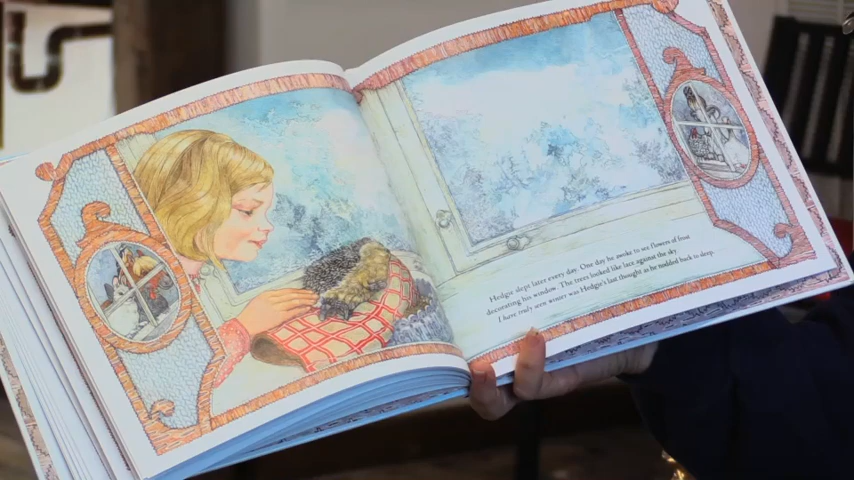 Hedgie slept later every day. One day he awoke to see flowers of frost
decorating his window. The trees looked like lace against the sky.
I have truly seen winter was Hedgie's last thought as he nodded back to sleep.